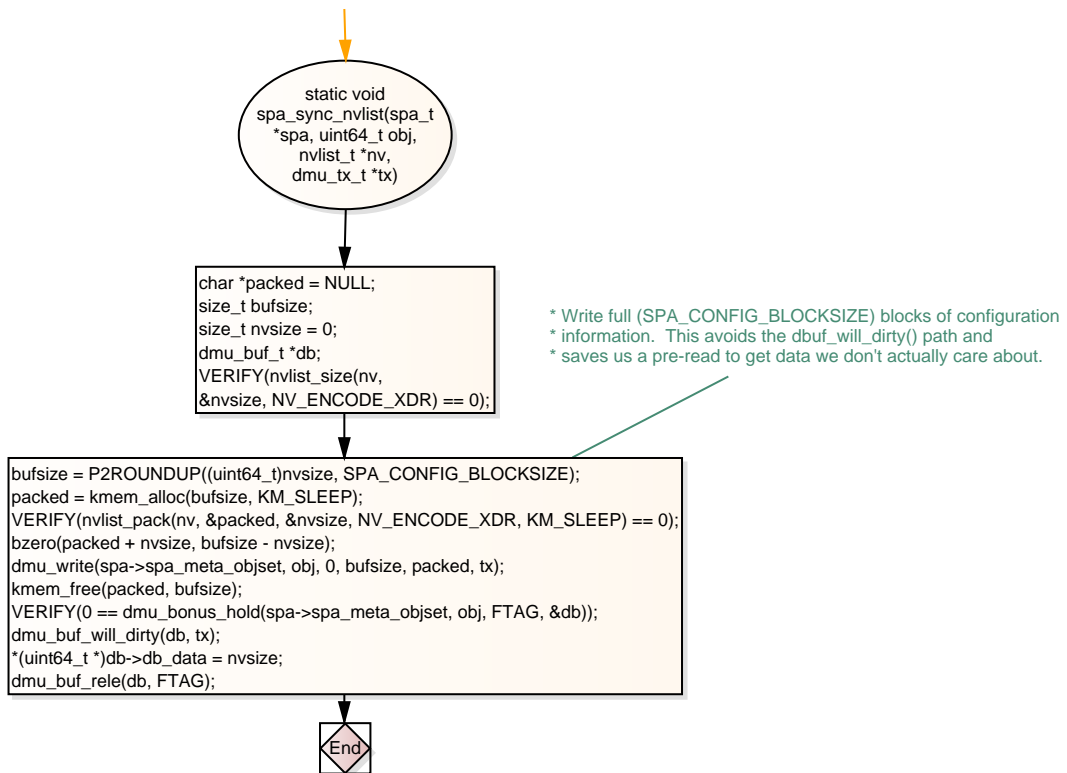 static void
spa_sync_nvlist(spa_t
*spa, uint64_t obj,
nvlist_t *nv,
dmu_tx_t *tx)
char *packed = NULL;
size_t bufsize;
size_t nvsize = 0;
dmu_buf_t *db;
VERIFY(nvlist_size(nv,
&nvsize, NV_ENCODE_XDR) == 0);
* Write full (SPA_CONFIG_BLOCKSIZE) blocks of configuration
* information.  This avoids the dbuf_will_dirty() path and
* saves us a pre-read to get data we don't actually care about.
bufsize = P2ROUNDUP((uint64_t)nvsize, SPA_CONFIG_BLOCKSIZE);
packed = kmem_alloc(bufsize, KM_SLEEP);
VERIFY(nvlist_pack(nv, &packed, &nvsize, NV_ENCODE_XDR, KM_SLEEP) == 0);
bzero(packed + nvsize, bufsize - nvsize);
dmu_write(spa->spa_meta_objset, obj, 0, bufsize, packed, tx);
kmem_free(packed, bufsize);
VERIFY(0 == dmu_bonus_hold(spa->spa_meta_objset, obj, FTAG, &db));
dmu_buf_will_dirty(db, tx);
*(uint64_t *)db->db_data = nvsize;
dmu_buf_rele(db, FTAG);
End